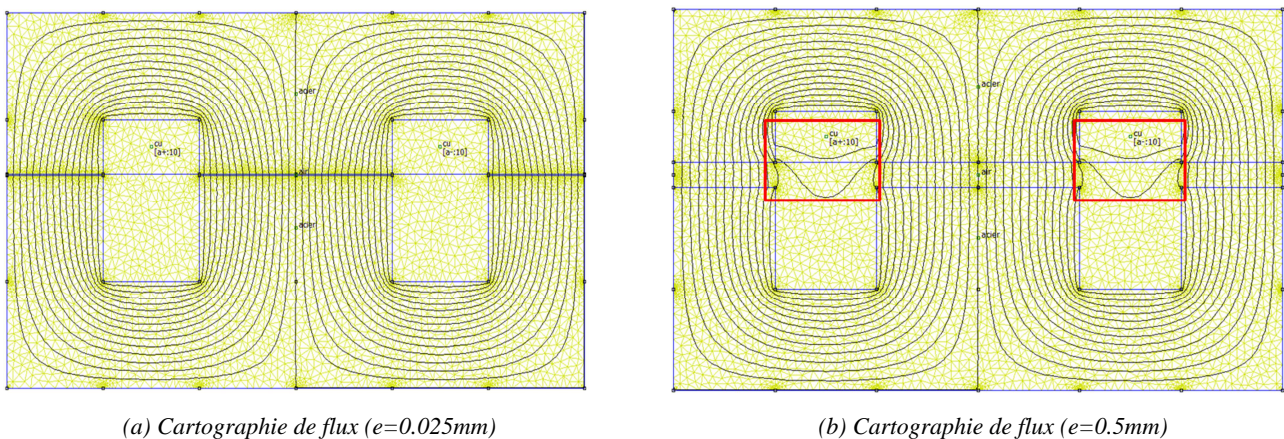 acier
cu
[a+:10]
cu
[a-:10]
air
acier
(a) Cartographie de flux (e=0.025mm)
acier
cu
[a+:10]
cu
[a-:10]
air
acier
(b) Cartographie de flux (e=0.5mm)